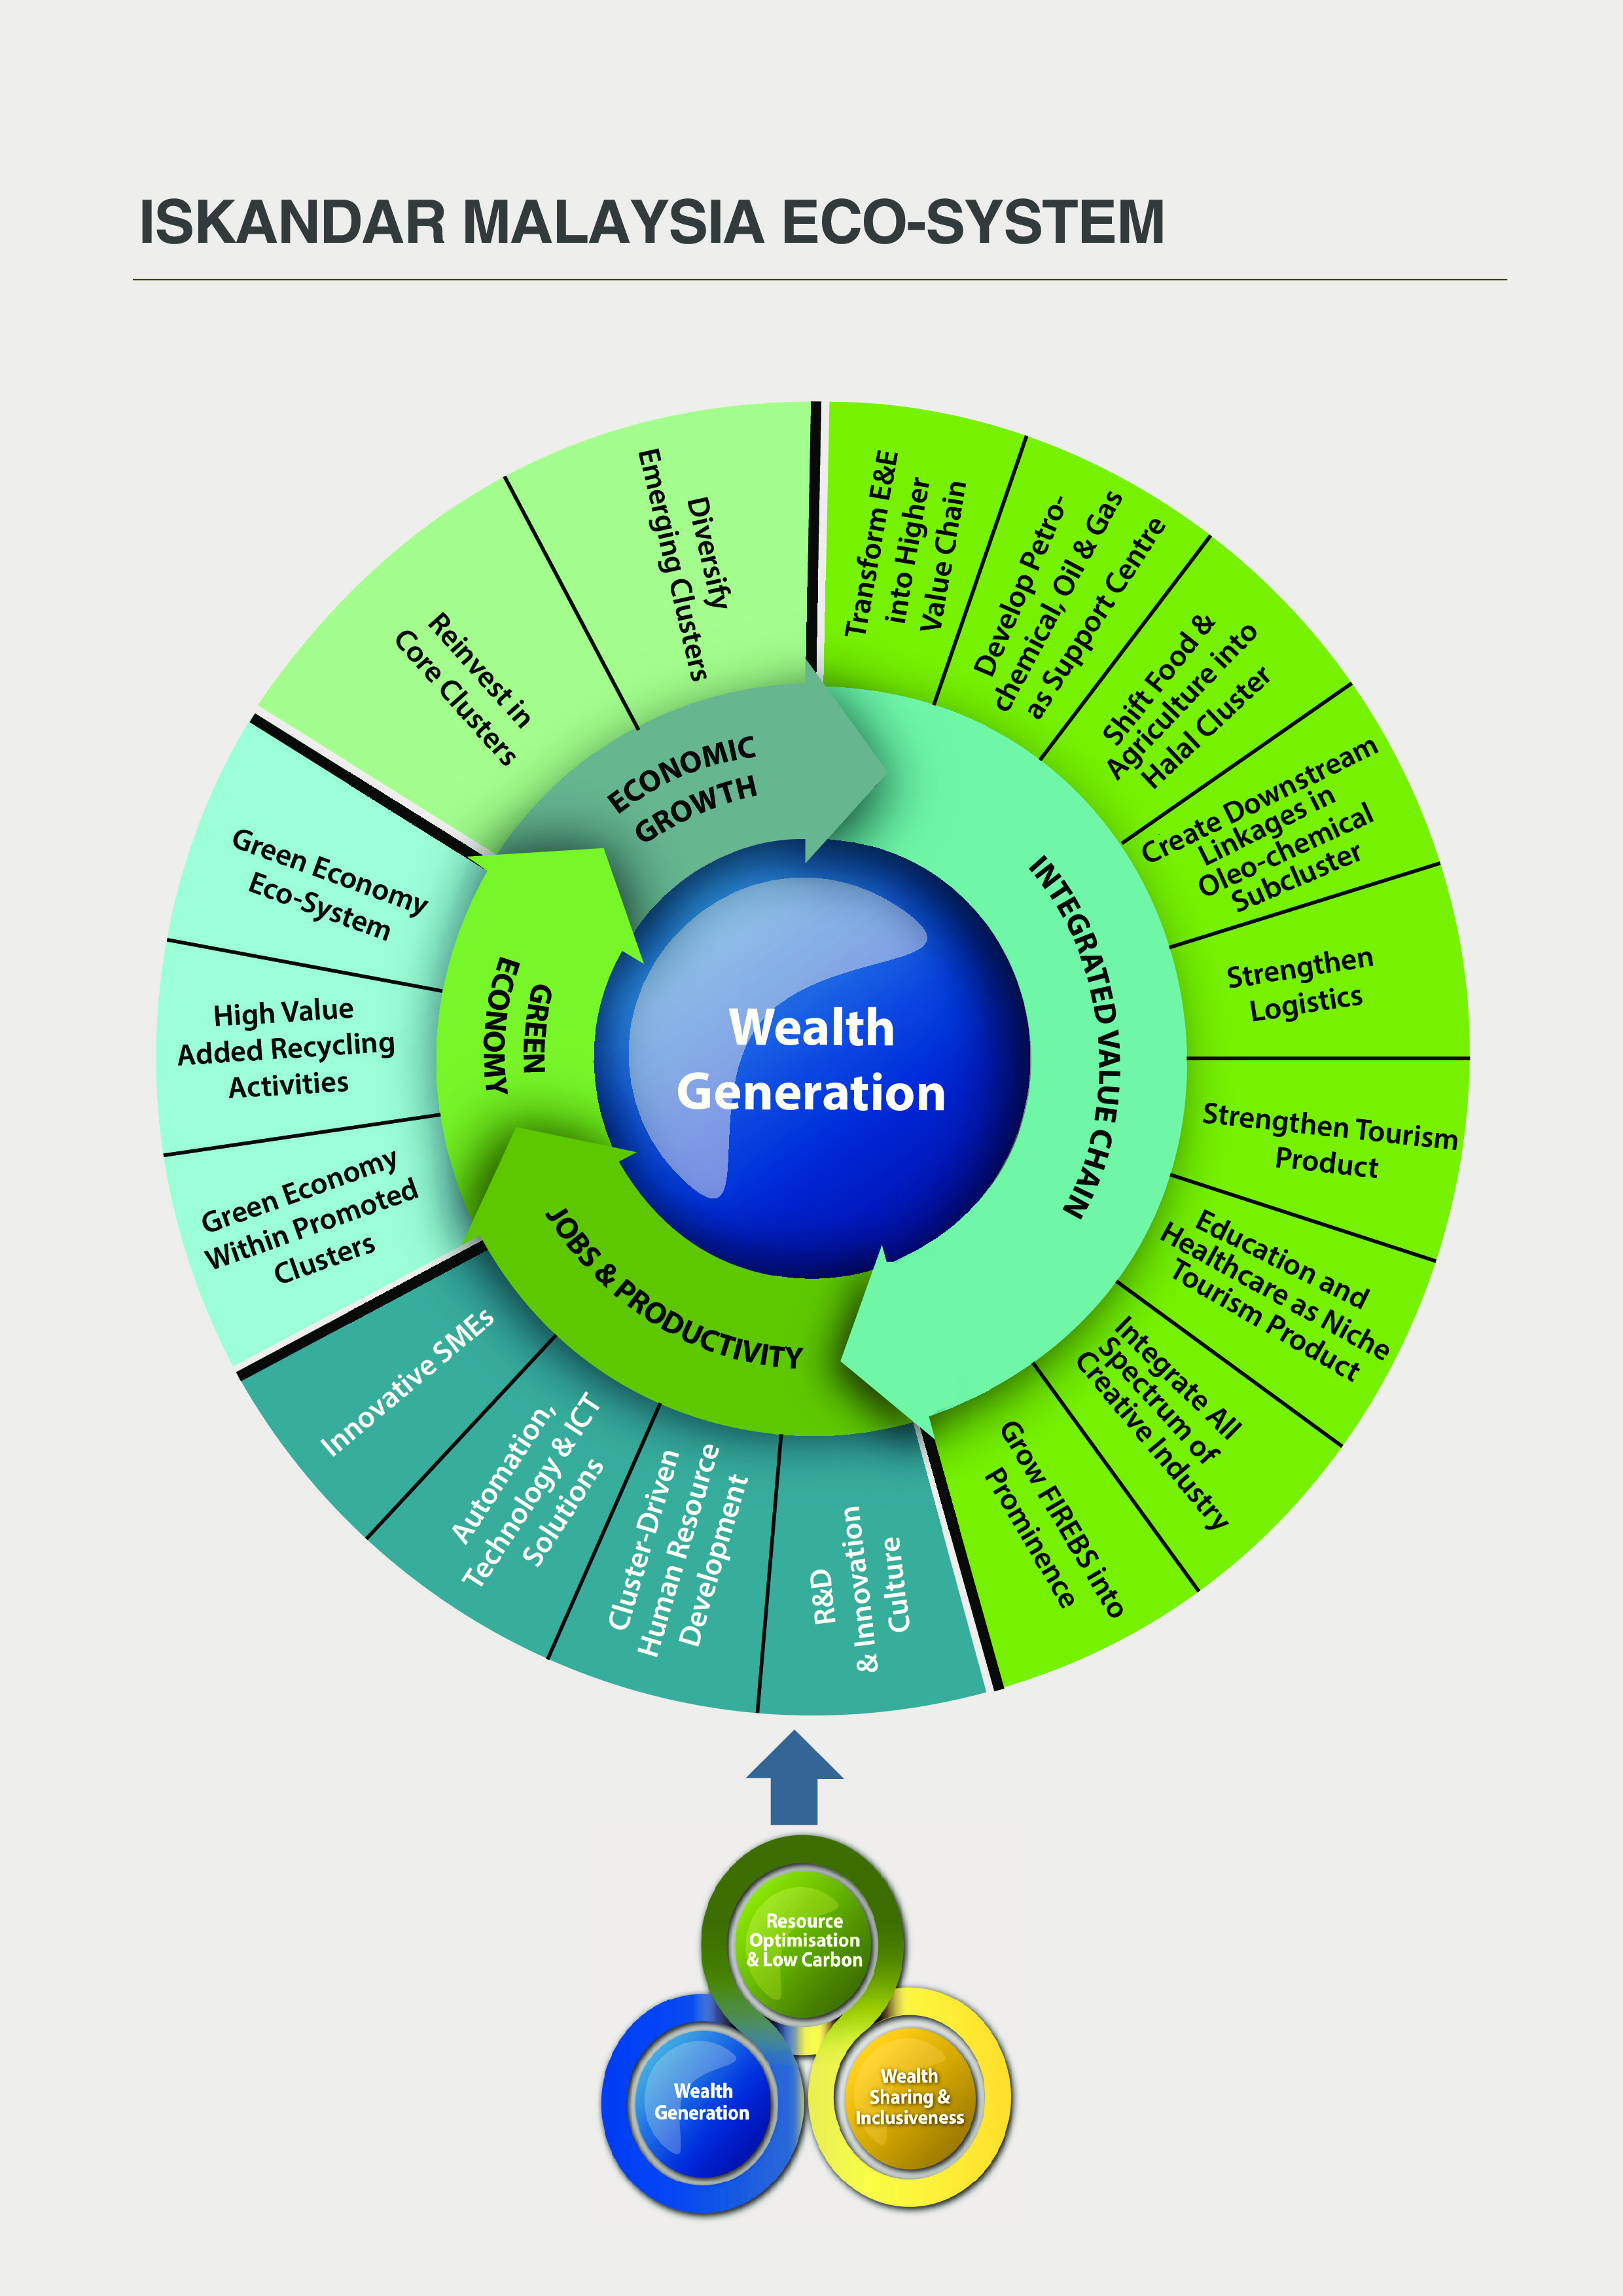 ISKANDAR MALAYSIA ECO-SYSTEM
Transform E&E
into Higher
Value Chain
Develop Petro-
chemical, Oil & Gas
as Support Centre
Shift Food &
Agriculture into
Halal Cluster
Create Downstream
Linkages in
Oleo-chemical
Subcluster
Strengthen
Logistics
Strengthen Tourism
Product
Education and
Healthcare as Niche
Tourism Product
Integrate All
Spectrum of
Creative Industry
Grow FIREBS into
Prominence
R&D
& Innovation
Culture
Cluster-Driven
Human Resource
Development
Automation,
Technology & ICT
Solutions
Innovative SMEs
Green Economy
Within Promoted
Clusters
High Value
Added Recycling
Activities
Green Economy
Eco-System
Reinvest in
Core Clusters
Diversify
Emerging Clusters
ECONOMIC
GROWTH
INTEGRATED VALUE CHAIN
JOBS & PRODUCTIVITY
GREEN
ECONOMY
Wealth
Generation
Resource
Optimisation
& Low Carbon
Wealth
Generation
Wealth
Sharing &
Inclusiveness